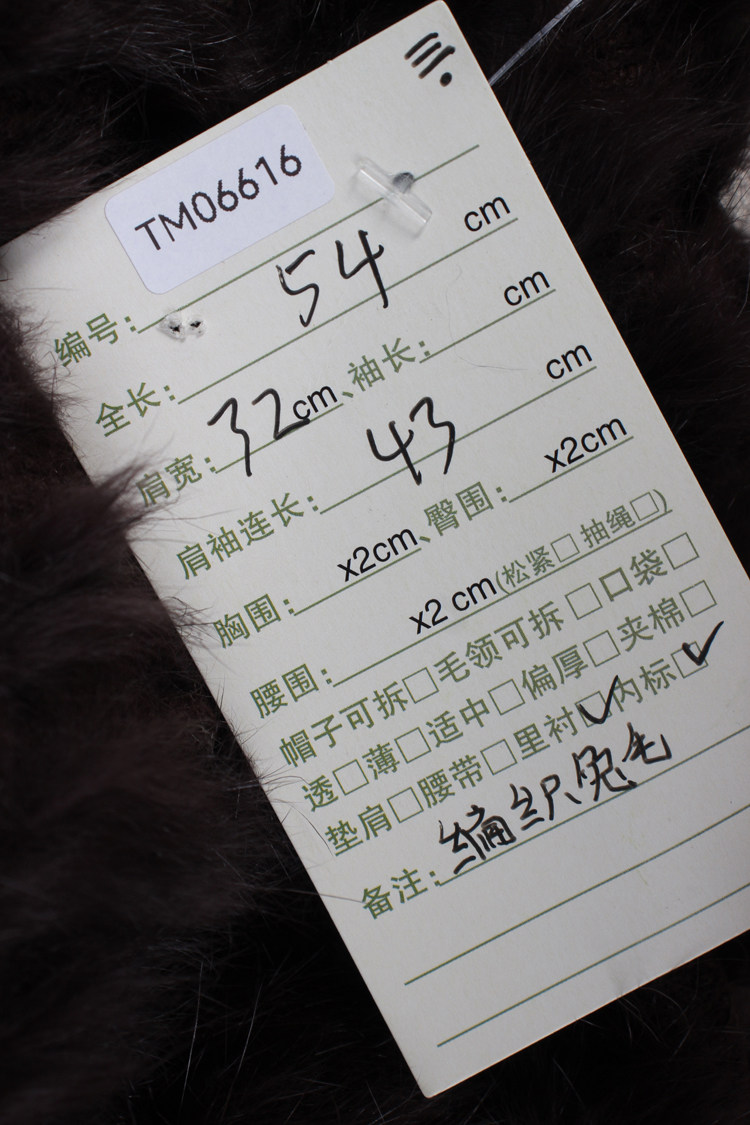 三.
TM06616
编号:
全长: 54 cm
肩宽: 32 cm、袖长: cm
肩袖连长: 43 cm
胸围: x2cm、臀围: x2cm
腰围: x2 cm(松紧□ 抽绳□)
帽子可拆□毛领可拆□口袋□
透□薄□适中□偏厚□夹棉□
垫肩□腰带□里衬☑内标☑
备注: 编织兔毛